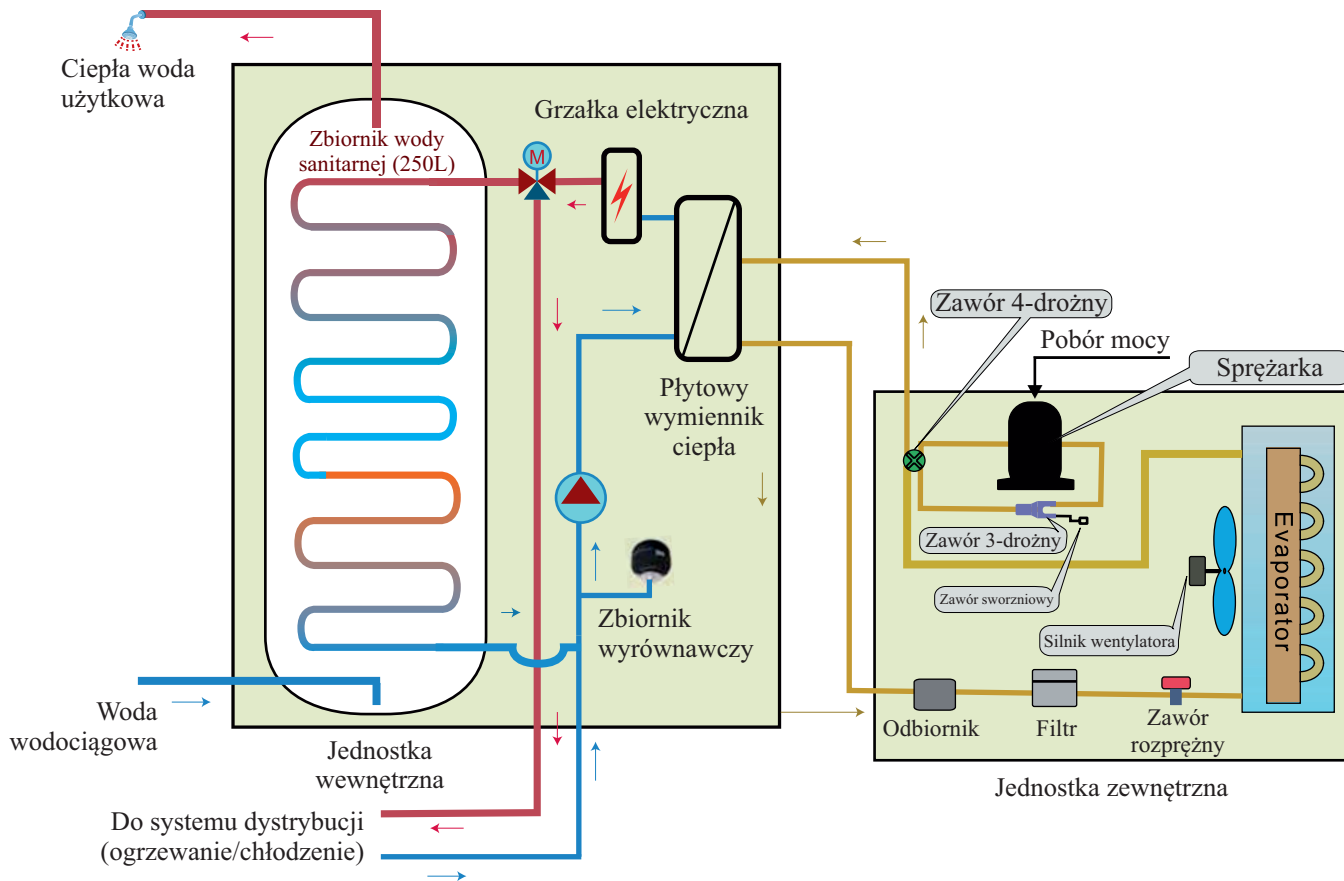 Ciepła woda
użytkowa
Grzałka elektryczna
Zbiornik wody
sanitarnej (250L)
M
Zawór 4-drożny
Pobór mocy
Sprężarka
Płytowy
wymiennik
ciepła
Zawór 3-drożny
Zawór sworzniowy
Silnik wentylatora
Evaporator
Zbiornik
wyrównawczy
Woda
wodociągowa
Jednostka
wewnętrzna
Odbiornik
Filtr
Zawór
rozprężny
Jednostka zewnętrzna
Do systemu dystrybucji
(ogrzewanie/chłodzenie)